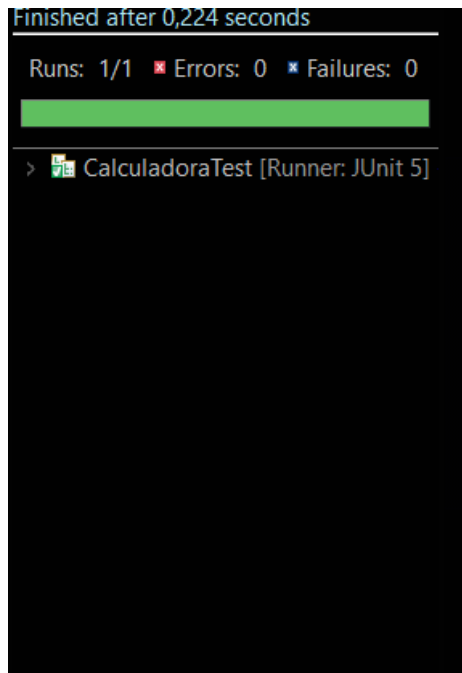 Finished after 0,224 seconds
Runs: 1/1 Errors: 0 Failures: 0
CalculadoraTest [Runner: JUnit 5]